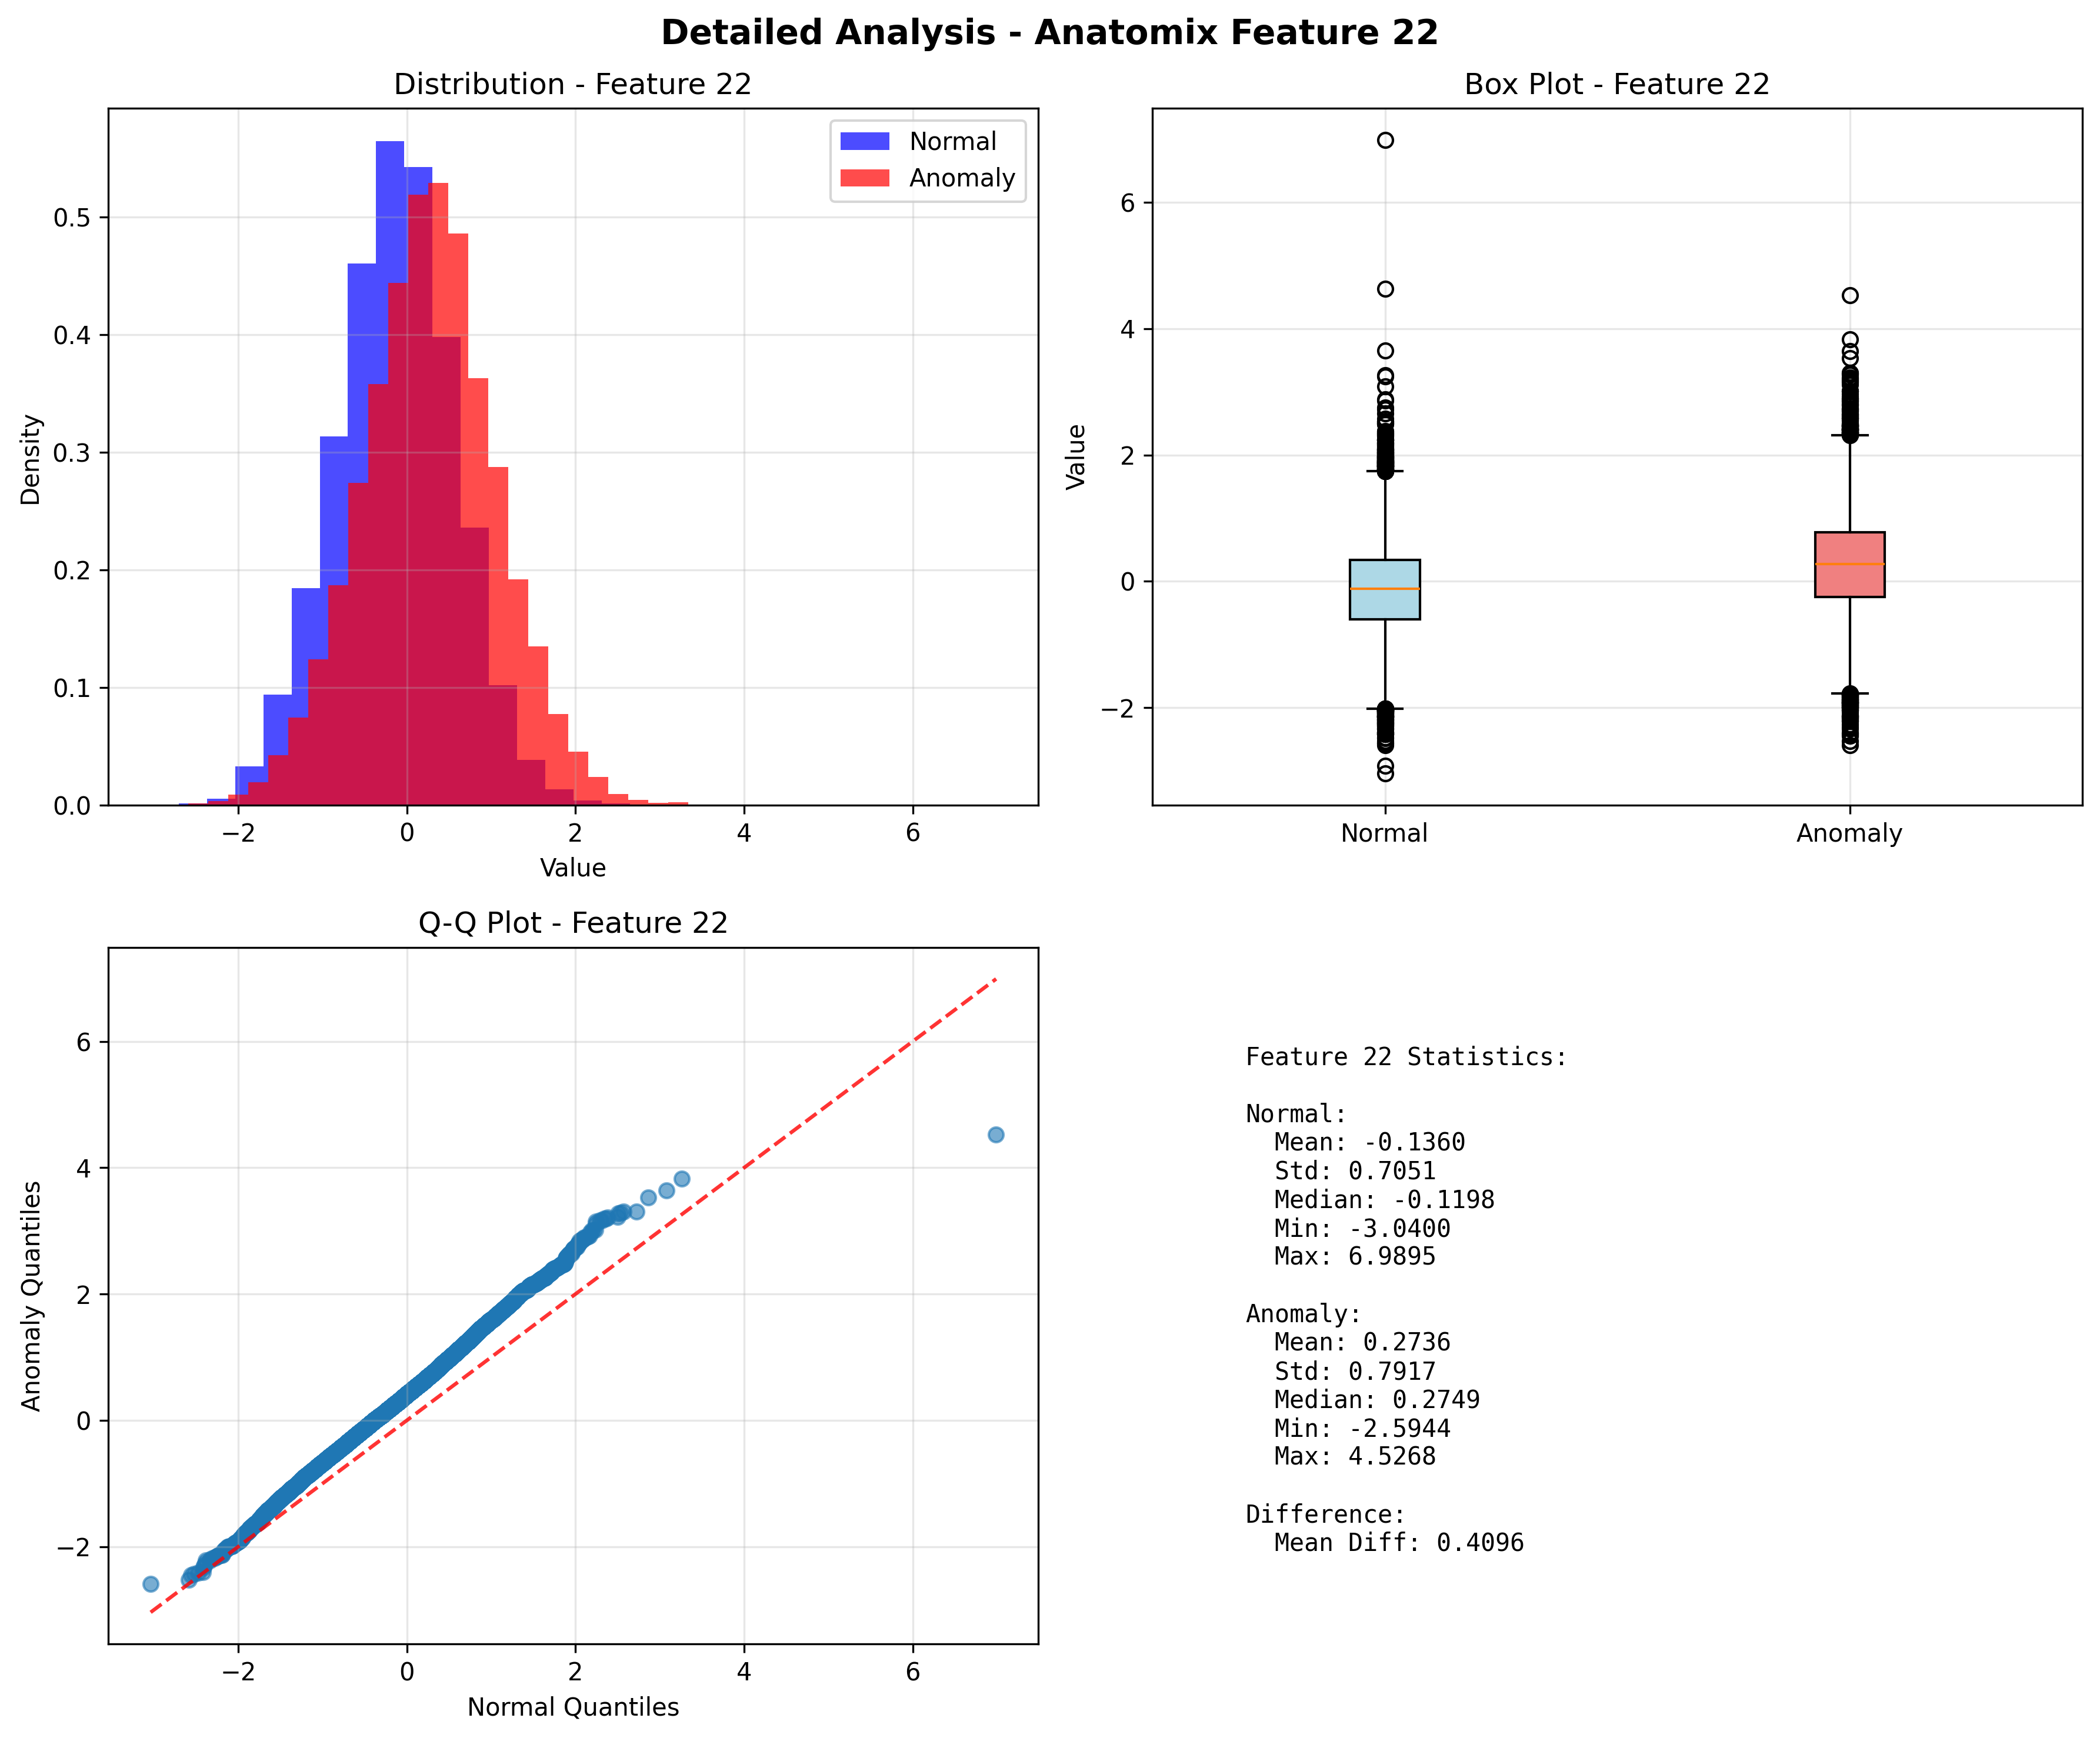 Detailed Analysis - Anatomix Feature 22
Distribution - Feature 22
Normal
Anomaly
0.5
0.4
0.3
0.2
0.1
0.0
Density
−2
0
2
4
6
Value
Box Plot - Feature 22
6
4
2
0
−2
Value
Normal
Anomaly
Q-Q Plot - Feature 22
6
4
2
0
−2
Anomaly Quantiles
−2
0
2
4
6
Normal Quantiles
Feature 22 Statistics:
Normal:
Mean: -0.1360
Std: 0.7051
Median: -0.1198
Min: -3.0400
Max: 6.9895
Anomaly:
Mean: 0.2736
Std: 0.7917
Median: 0.2749
Min: -2.5944
Max: 4.5268
Difference:
Mean Diff: 0.4096